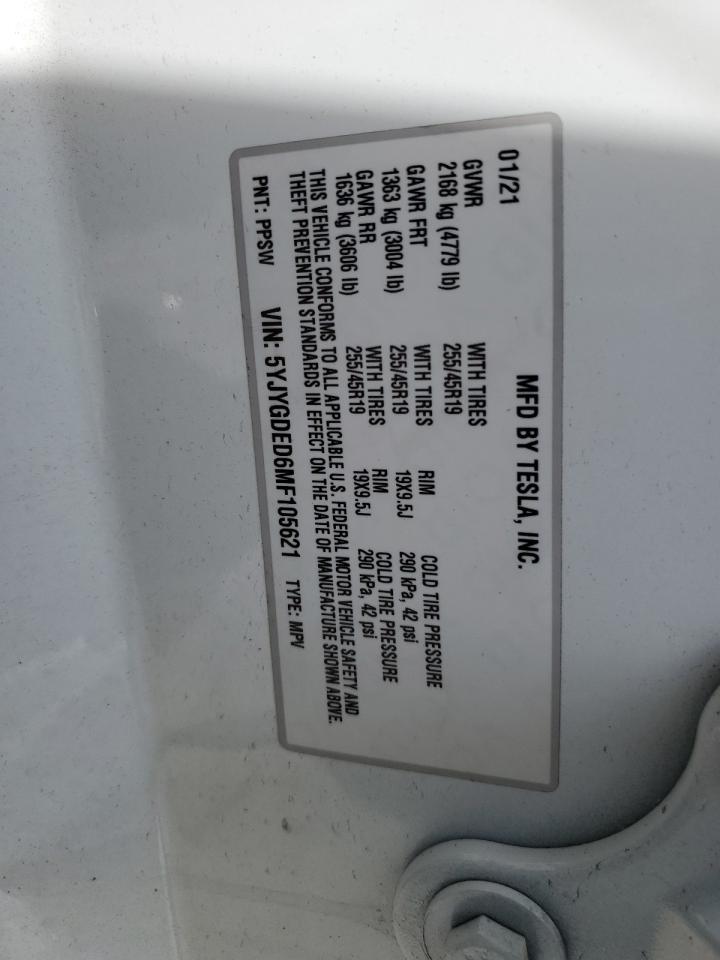 MFD BY TESLA, INC.
01/21
GVWR
2168 kg (4779 lb) WITH TIRES 255/45R19
GAWR FRT WITH TIRES RIM COLD TIRE PRESSURE
1363 kg (3004 lb) 255/45R19 19X9.5J 290 kPa, 42 psi
GAWR RR WITH TIRES RIM COLD TIRE PRESSURE
1636 kg (3606 lb) 255/45R19 19X9.5J 290 kPa, 42 psi
THIS VEHICLE CONFORMS TO ALL APPLICABLE U.S. FEDERAL MOTOR VEHICLE SAFETY AND
THEFT PREVENTION STANDARDS IN EFFECT ON THE DATE OF MANUFACTURE SHOWN ABOVE.
PNT: PPSW VIN: 5YJYGDED6MF105621 TYPE: MPV